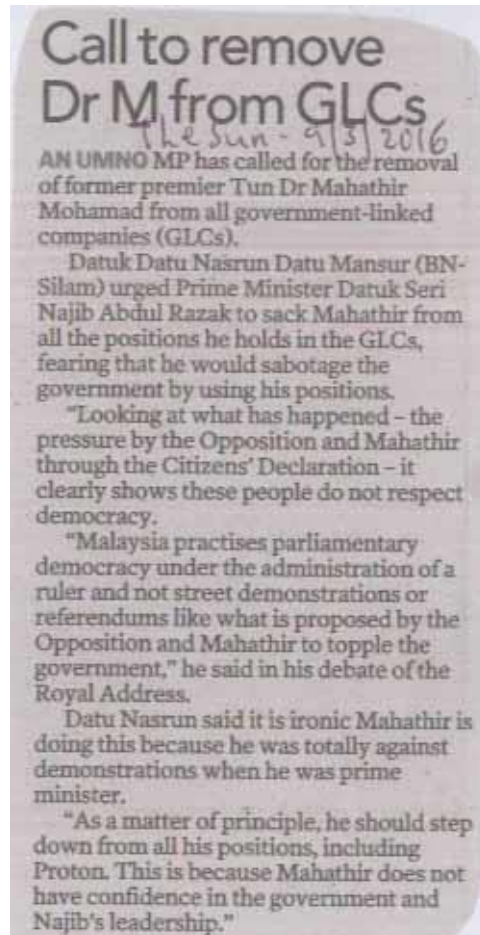 Call to remove
Dr M from GLCs
The Sun - 9/3/2016
AN UMNO MP has called for the removal
of former premier Tun Dr Mahathir
Mohamad from all government-linked
companies (GLCs).
Datuk Datu Nasrun Datu Mansur (BN-
Silam) urged Prime Minister Datuk Seri
Najib Abdul Razak to sack Mahathir from
all the positions he holds in the GLCs,
fearing that he would sabotage the
government by using his positions.
"Looking at what has happened – the
pressure by the Opposition and Mahathir
through the Citizens' Declaration – it
clearly shows these people do not respect
democracy.
"Malaysia practises parliamentary
democracy under the administration of a
ruler and not street demonstrations or
referendums like what is proposed by the
Opposition and Mahathir to topple the
government," he said in his debate of the
Royal Address.
Datu Nasrun said it is ironic Mahathir is
doing this because he was totally against
demonstrations when he was prime
minister.
"As a matter of principle, he should step
down from all his positions, including
Proton. This is because Mahathir does not
have confidence in the government and
Najib's leadership."